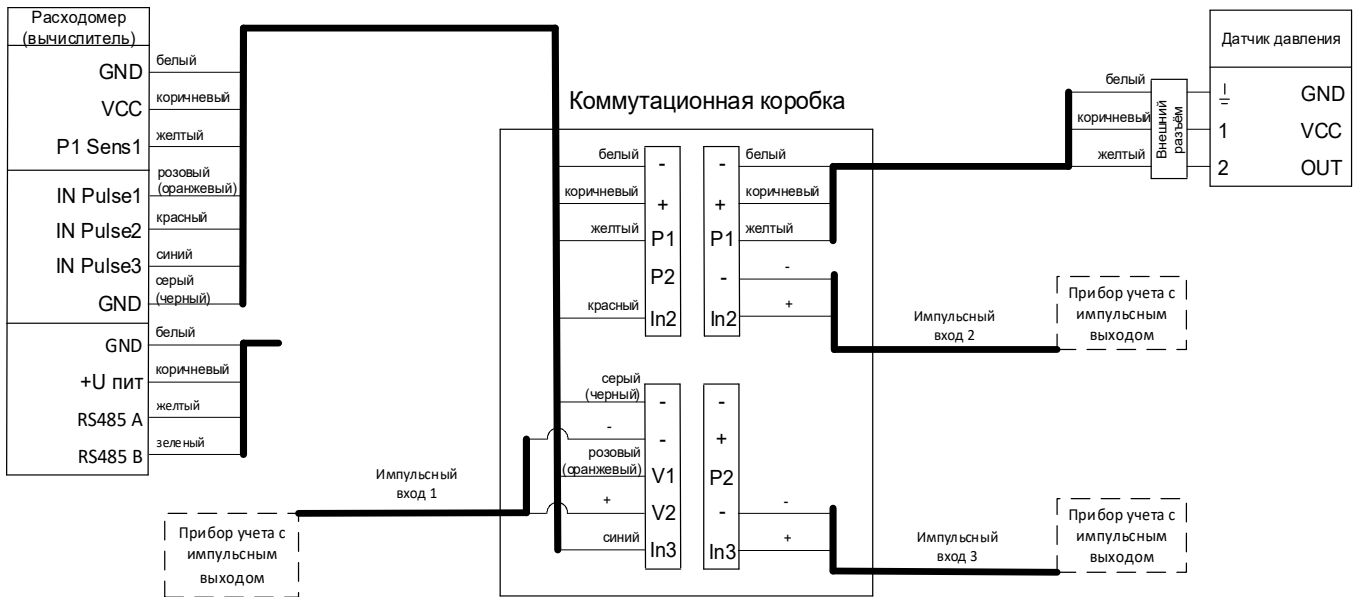 Расходомер
(вычислитель)
GND
белый
VCC
коричневый
P1 Sens1
желтый
IN Pulse1
розовый
(оранжевый)
IN Pulse2
красный
IN Pulse3
синий
GND
серый
(черный)
GND
белый
+U пит
коричневый
RS485 A
желтый
RS485 B
зеленый
Прибор учета с
импульсным
выходом
Импульсный
вход 1
Коммутационная коробка
белый
-
коричневый
+
желтый
P1
P2
красный
In2
-
белый
+
коричневый
P1
желтый
-
-
In2
+
серый
(черный)
-
-
-
розовый
(оранжевый)
V1
+
V2
синий
In3
-
+
P2
-
-
In3
+
Импульсный
вход 2
Прибор учета с
импульсным
выходом
Импульсный
вход 3
Прибор учета с
импульсным
выходом
белый
коричневый
желтый
Внешний
разъём
Датчик давления
GND
1
VCC
2
OUT